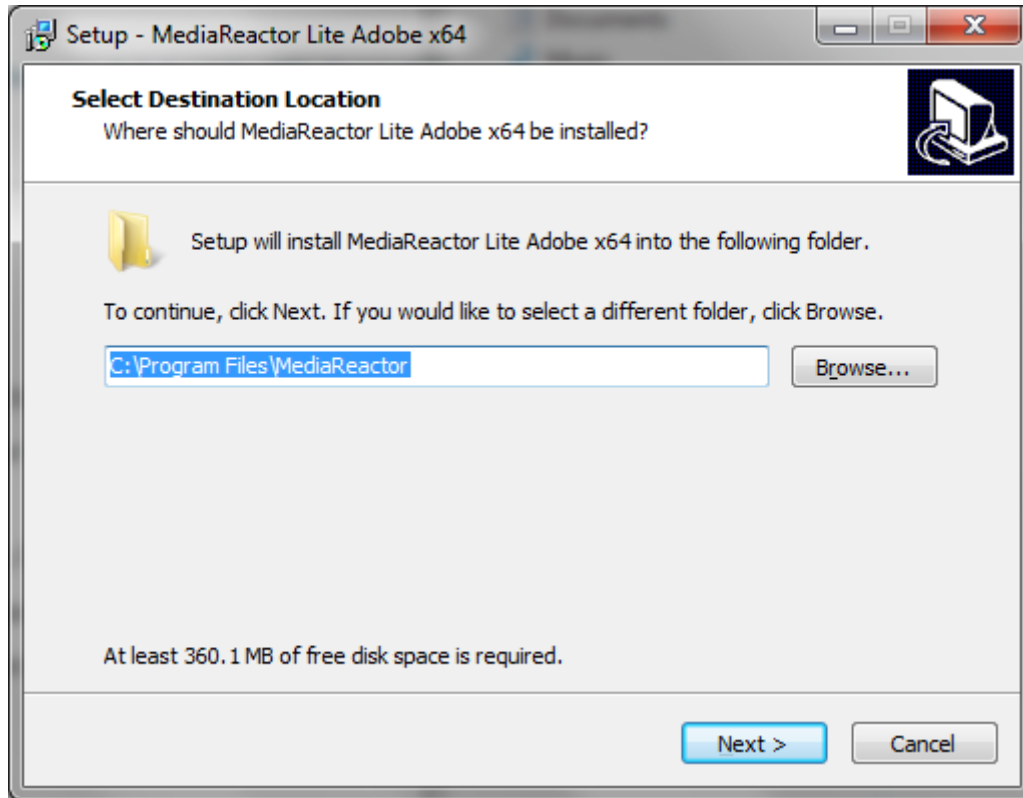 Setup - MediaReactor Lite Adobe x64
Select Destination Location
Where should MediaReactor Lite Adobe x64 be installed?
Setup will install MediaReactor Lite Adobe x64 into the following folder.
To continue, click Next. If you would like to select a different folder, click Browse.
C:\Program Files\MediaReactor
Browse...
At least 360.1 MB of free disk space is required.
Next >
Cancel